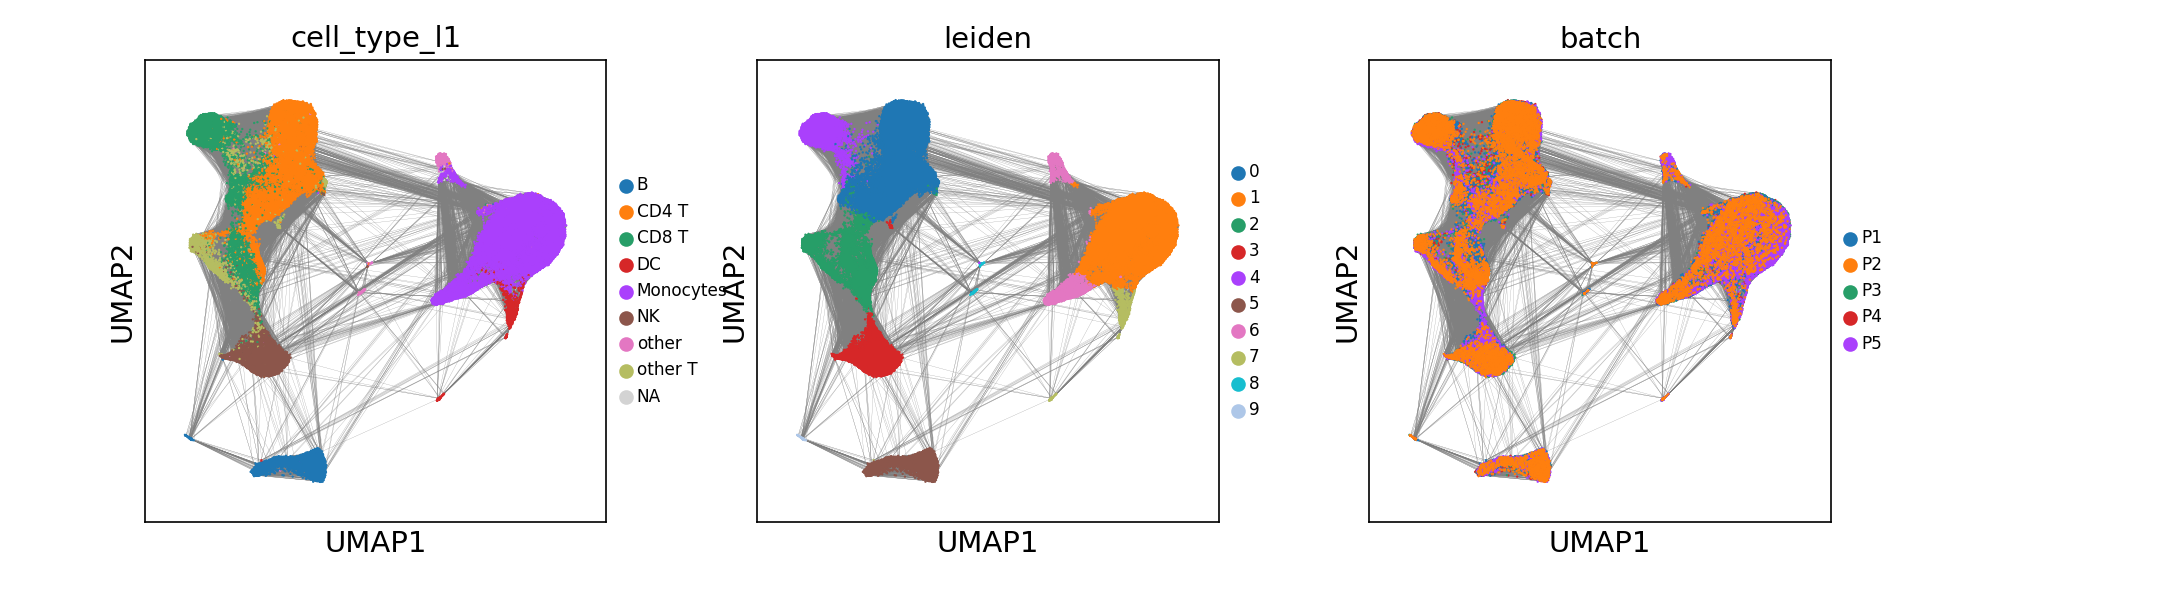 cell_type_l1
leiden
batch
UMAP2
UMAP1
B
CD4 T
CD8 T
DC
Monocytes
NK
other
other T
NA
UMAP2
UMAP1
0
1
2
3
4
5
6
7
8
9
UMAP2
UMAP1
P1
P2
P3
P4
P5